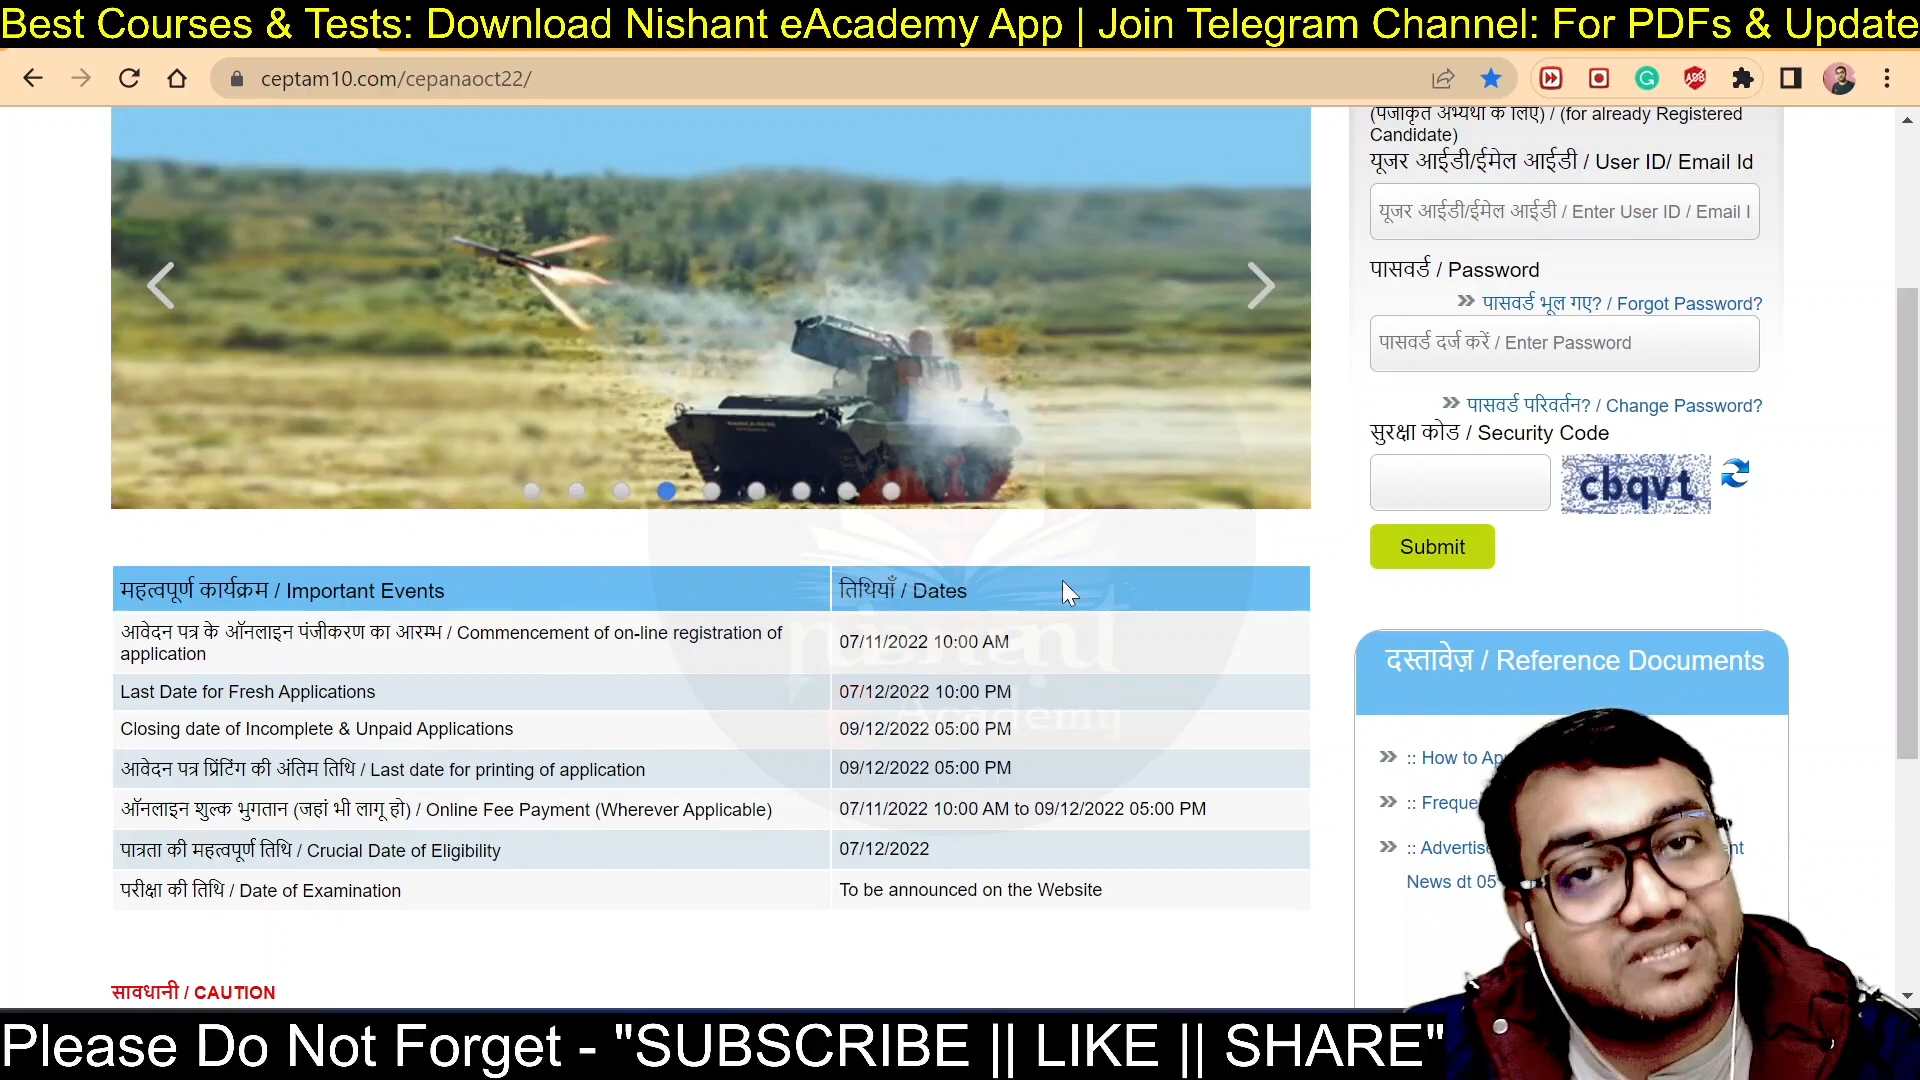 Best Courses & Tests: Download Nishant eAcademy App | Join Telegram Channel: For PDFs & Update
ceptam10.com/cepanaoct22/
(पंजीकृत अभ्यर्थी के लिए) / (for already Registered
Candidate)
यूजर आईडी/ईमेल आईडी / User ID/ Email Id
यूजर आईडी/ईमेल आईडी / Enter User ID / Email I
पासवर्ड / Password
पासवर्ड भूल गए? / Forgot Password?
पासवर्ड दर्ज करें / Enter Password
पासवर्ड परिवर्तन? / Change Password?
सुरक्षा कोड / Security Code
cbqvt
Submit
महत्वपूर्ण कार्यक्रम / Important Events
तिथियाँ / Dates
आवेदन पत्र के ऑनलाइन पंजीकरण का आरम्भ / Commencement of on-line registration of
application
07/11/2022 10:00 AM
Last Date for Fresh Applications
07/12/2022 10:00 PM
Closing date of Incomplete & Unpaid Applications
09/12/2022 05:00 PM
आवेदन पत्र प्रिंटिंग की अंतिम तिथि / Last date for printing of application
09/12/2022 05:00 PM
ऑनलाइन शुल्क भुगतान (जहां भी लागू हो) / Online Fee Payment (Wherever Applicable)
07/11/2022 10:00 AM to 09/12/2022 05:00 PM
पात्रता की महत्वपूर्ण तिथि / Crucial Date of Eligibility
07/12/2022
परीक्षा की तिथि / Date of Examination
To be announced on the Website
निशान्त
Academy
दस्तावेज़ / Reference Documents
:: How to Ap
:: Freque
:: Advertis
News dt 05
सावधानी / CAUTION
Please Do Not Forget - "SUBSCRIBE || LIKE || SHARE"